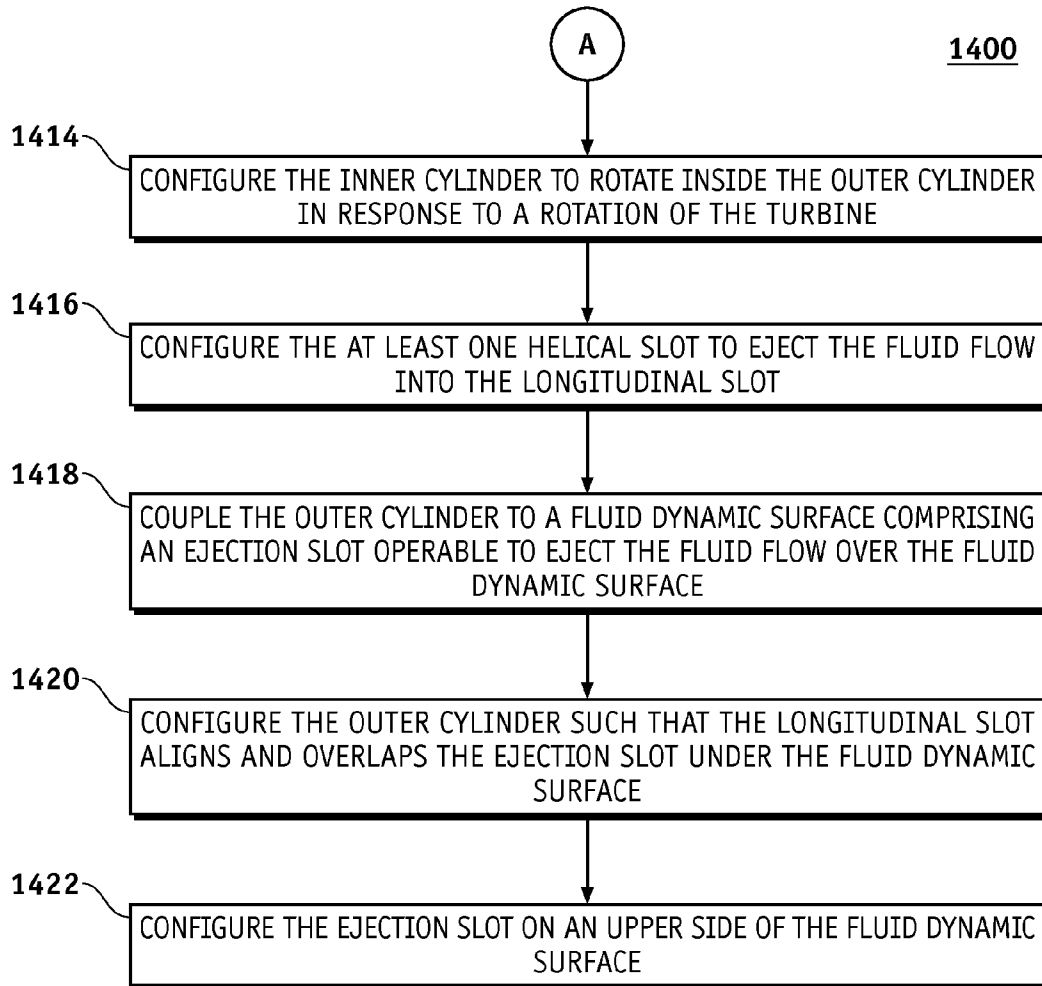 A
1400
1414
CONFIGURE THE INNER CYLINDER TO ROTATE INSIDE THE OUTER CYLINDER
IN RESPONSE TO A ROTATION OF THE TURBINE
1416
CONFIGURE THE AT LEAST ONE HELICAL SLOT TO EJECT THE FLUID FLOW
INTO THE LONGITUDINAL SLOT
1418
COUPLE THE OUTER CYLINDER TO A FLUID DYNAMIC SURFACE COMPRISING
AN EJECTION SLOT OPERABLE TO EJECT THE FLUID FLOW OVER THE FLUID
DYNAMIC SURFACE
1420
CONFIGURE THE OUTER CYLINDER SUCH THAT THE LONGITUDINAL SLOT
ALIGNS AND OVERLAPS THE EJECTION SLOT UNDER THE FLUID DYNAMIC
SURFACE
1422
CONFIGURE THE EJECTION SLOT ON AN UPPER SIDE OF THE FLUID DYNAMIC
SURFACE